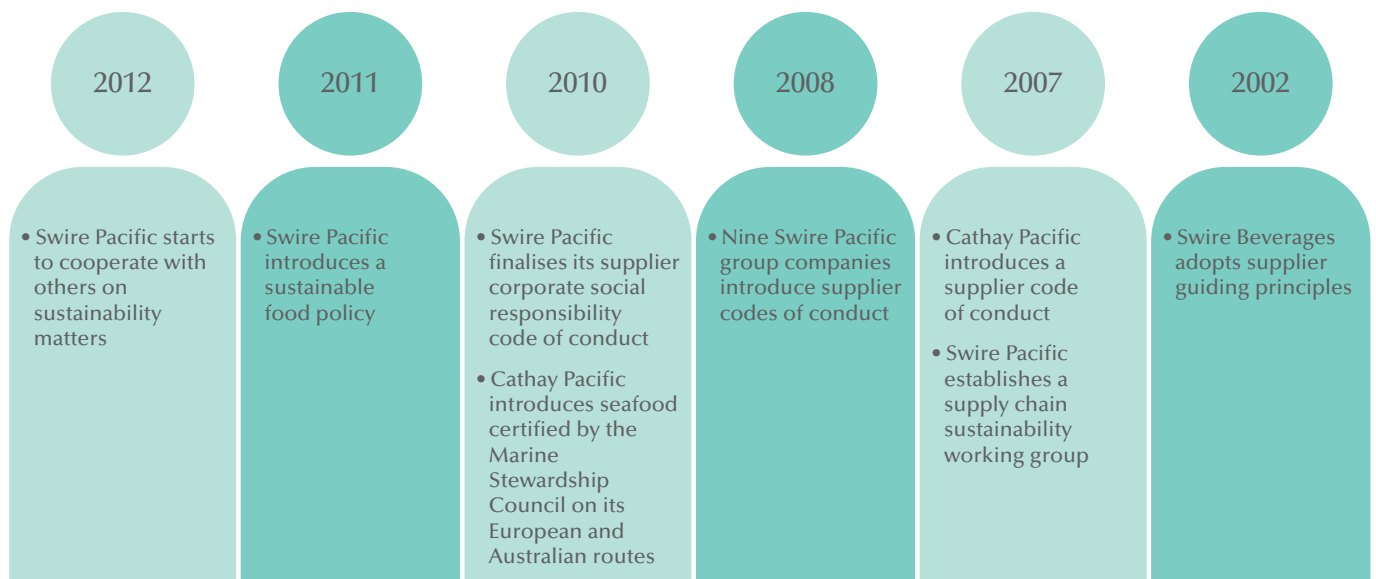 2012
• Swire Pacific starts
to cooperate with
others on
sustainability
matters
2011
• Swire Pacific
introduces a
sustainable
food policy
2010
• Swire Pacific
finalises its supplier
corporate social
responsibility
code of conduct
• Cathay Pacific
introduces seafood
certified by the
Marine
Stewardship
Council on its
European and
Australian routes
2008
• Nine Swire Pacific
group companies
introduce supplier
codes of conduct
2007
• Cathay Pacific
introduces a
supplier code
of conduct
• Swire Pacific
establishes a
supply chain
sustainability
working group
2002
• Swire Beverages
adopts supplier
guiding principles